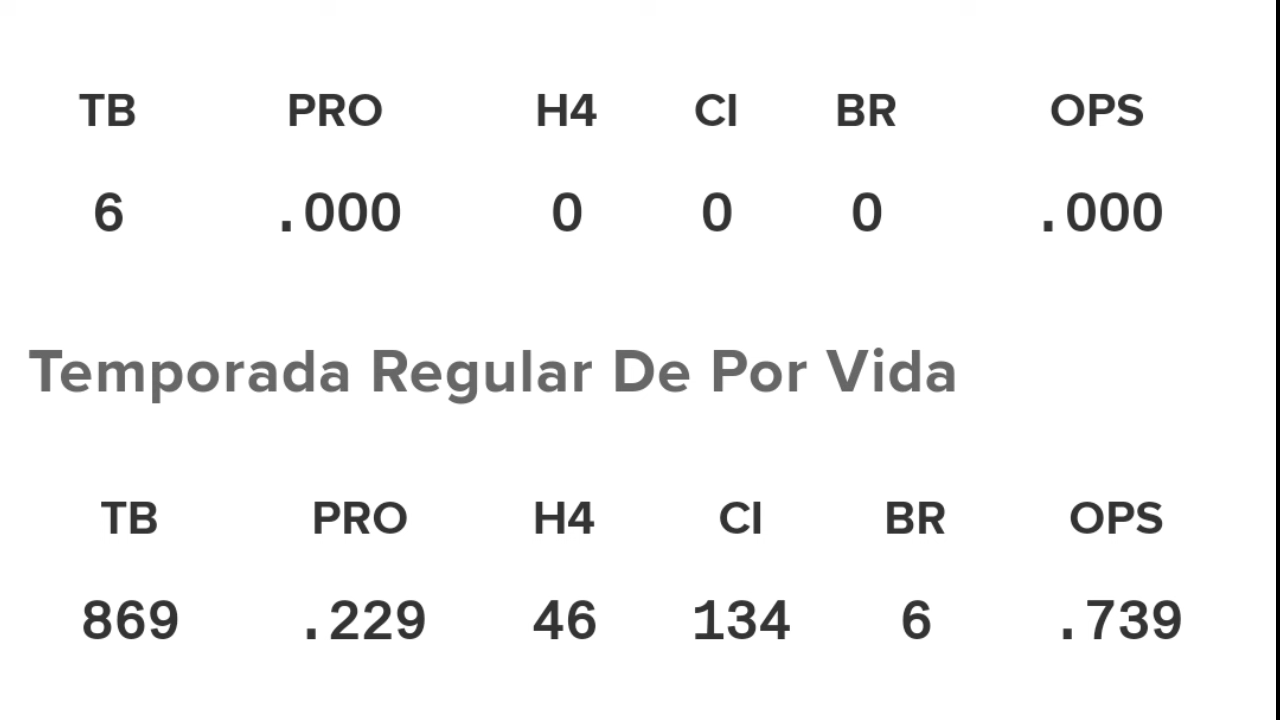 TB PRO H4 CI BR OPS
6 .000 0 0 0 .000
Temporada Regular De Por Vida
TB PRO H4 CI BR OPS
869 .229 46 134 6 .739